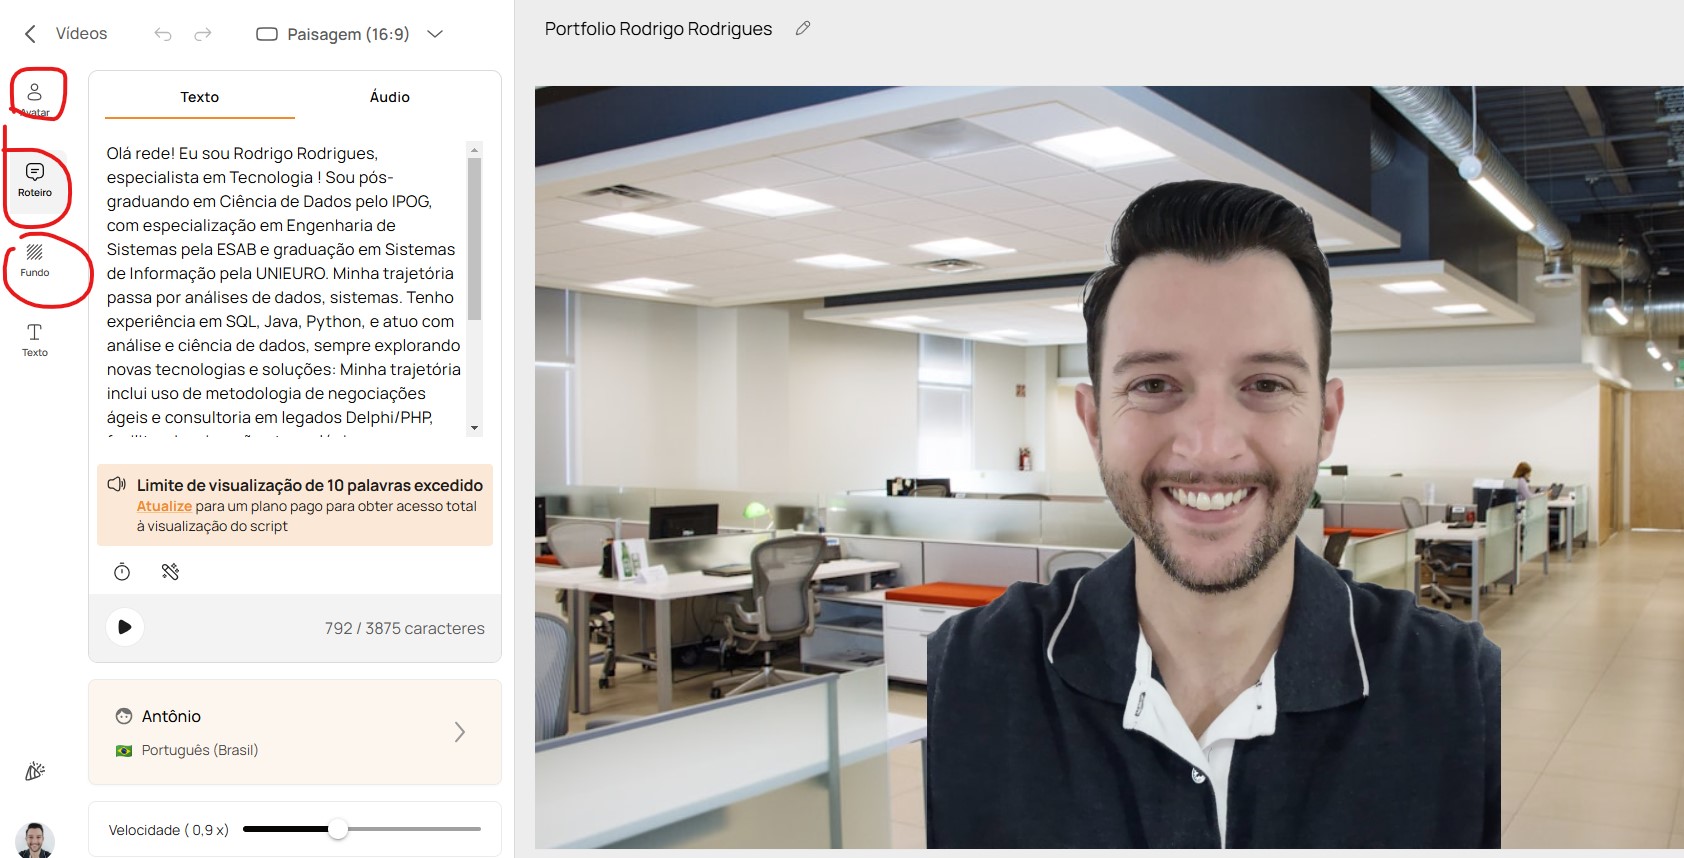 Vídeos
Paisagem (16:9)
Portfolio Rodrigo Rodrigues
Avatar
Roteiro
Fundo
Texto
Texto
Áudio
Olá rede! Eu sou Rodrigo Rodrigues,
especialista em Tecnologia ! Sou pós-
graduando em Ciência de Dados pelo IPOG,
com especialização em Engenharia de
Sistemas pela ESAB e graduação em Sistemas
de Informação pela UNIEURO. Minha trajetória
passa por análises de dados, sistemas. Tenho
experiência em SQL, Java, Python, e atuo com
análise e ciência de dados, sempre explorando
novas tecnologias e soluções: Minha trajetória
inclui uso de metodologia de negociações
ágeis e consultoria em legados Delphi/PHP,
Limite de visualização de 10 palavras excedido
Atualize para um plano pago para obter acesso total
à visualização do script
792 / 3875 caracteres
Antônio
Português (Brasil)
Velocidade ( 0,9 x)